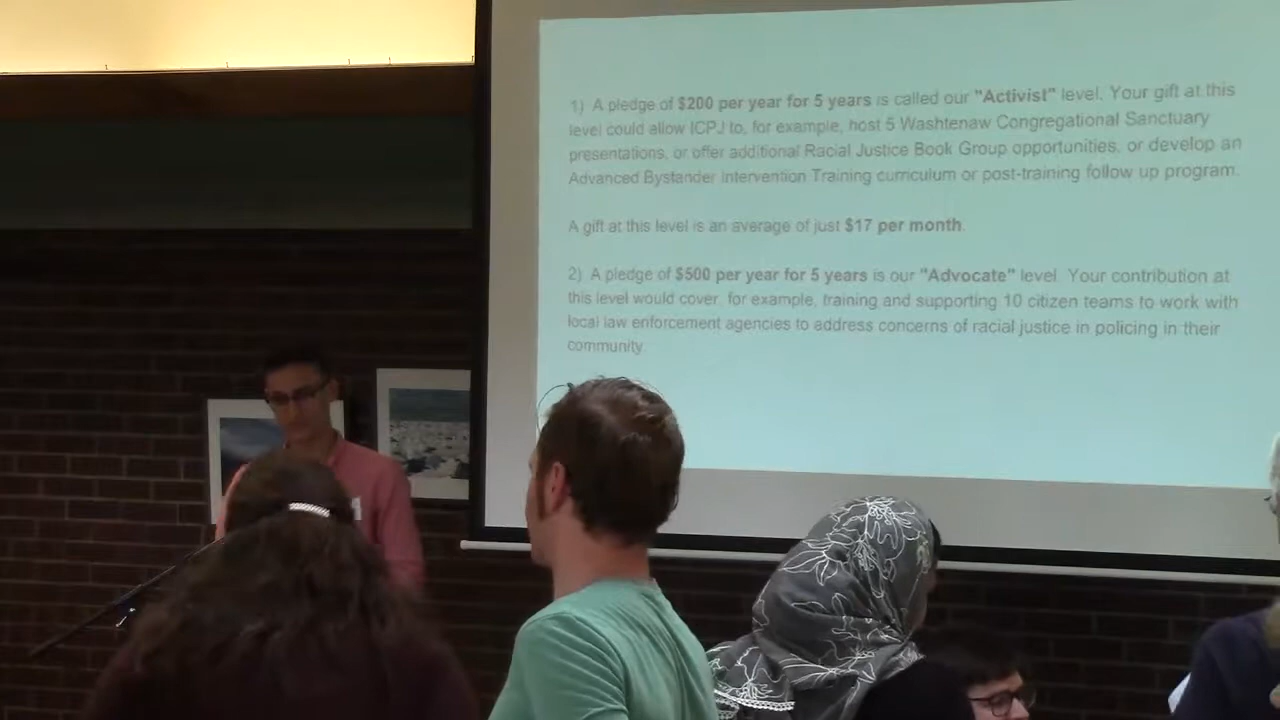 1) A pledge of $200 per year for 5 years is called our "Activist" level. Your gift at this
level could allow ICPJ to, for example, host 5 Washtenaw Congregational Sanctuary
presentations, or offer additional Racial Justice Book Group opportunities, or develop an
Advanced Bystander Intervention Training curriculum or post-training follow up program.
A gift at this level is an average of just $17 per month.
2) A pledge of $500 per year for 5 years is our "Advocate" level. Your contribution at
this level would cover, for example, training and supporting 10 citizen teams to work with
local law enforcement agencies to address concerns of racial justice in policing in their
community.